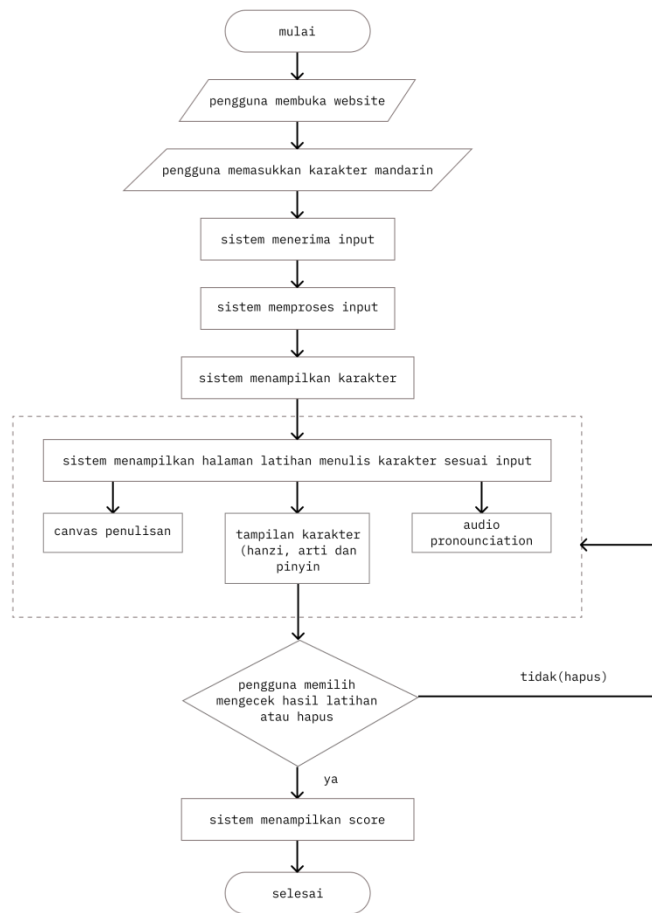 mulai
pengguna membuka website
pengguna memasukkan karakter mandarin
sistem menerima input
sistem memproses input
sistem menampilkan karakter
sistem menampilkan halaman latihan menulis karakter sesuai input
canvas penulisan
tampilan karakter
(hanzi, arti dan
pinyin
audio
pronounciation
pengguna memilih
mengecek hasil latihan
atau hapus
tidak(hapus)
ya
sistem menampilkan score
selesai